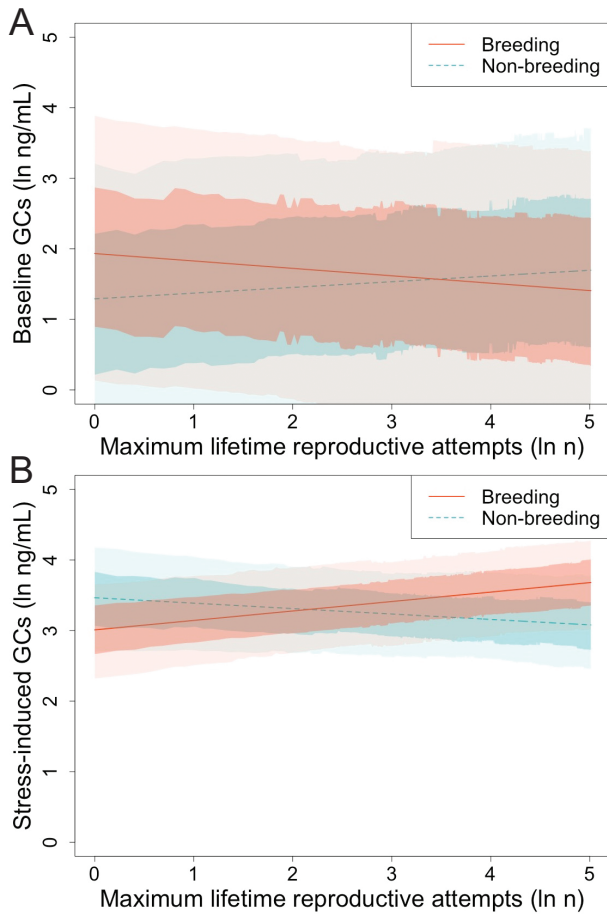 A
Baseline GCs (ln ng/mL)
5
4
3
2
1
0
Breeding
Non-breeding
0 1 2 3 4 5
Maximum lifetime reproductive attempts (ln n)
B
Stress-induced GCs (ln ng/mL)
5
4
3
2
1
0
Breeding
Non-breeding
0 1 2 3 4 5
Maximum lifetime reproductive attempts (ln n)